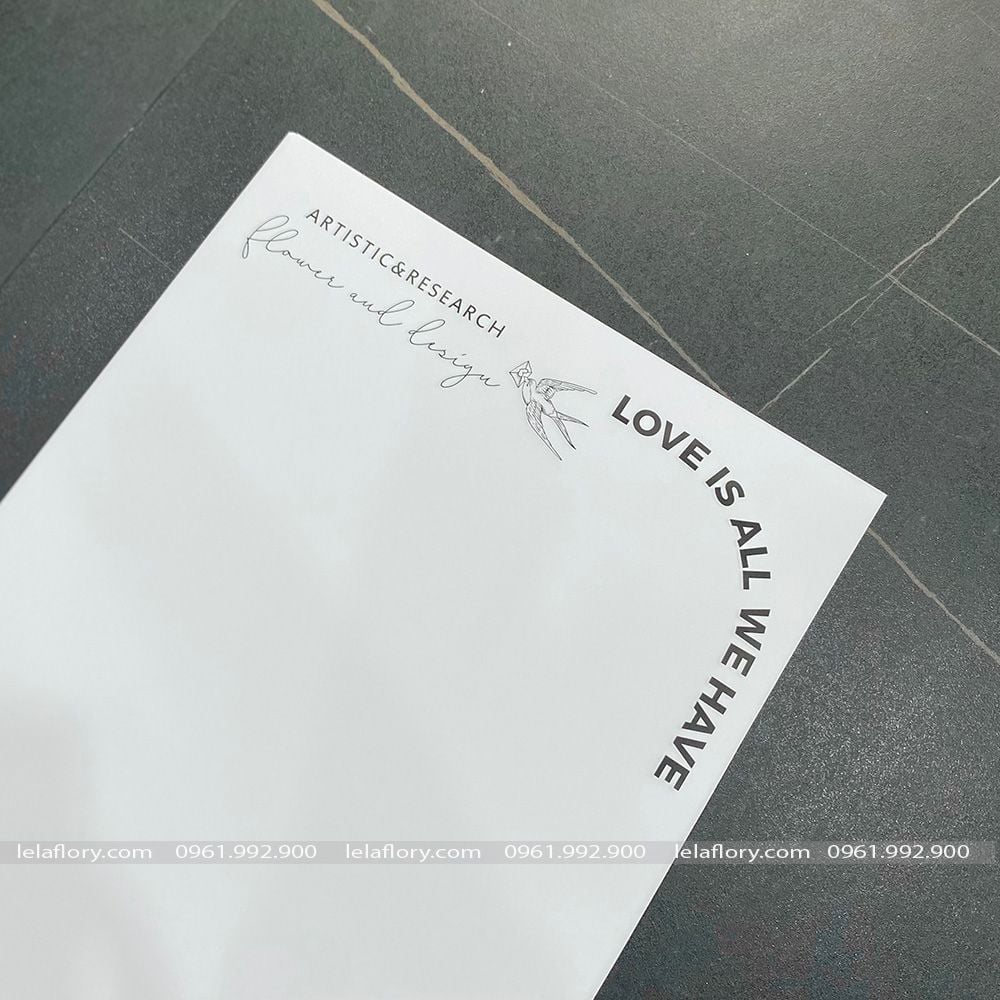 ARTISTIC&RESEARCH
flower and design
LOVE IS ALL WE HAVE
lelaflory.com 0961.992.900 lelaflory.com 0961.992.900 lelaflory.com 0961.992.900